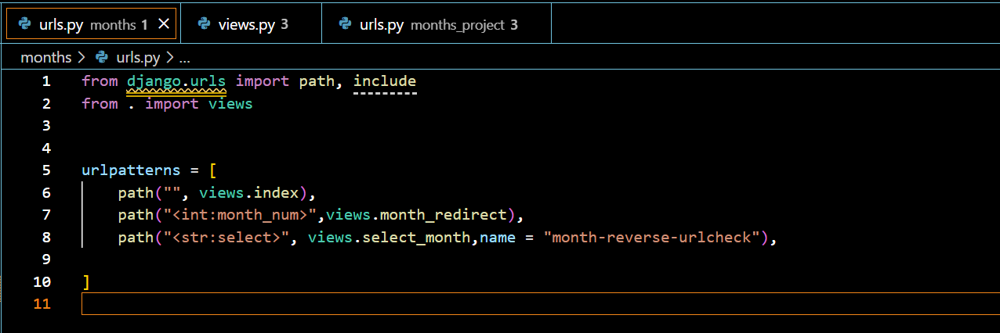 urls.py months 1 × views.py 3 urls.py months_project 3
months > urls.py > ...
1 from django.urls import path, include
2 from . import views
3
4
5 urlpatterns = [
6     path("", views.index),
7     path("<int:month_num>",views.month_redirect),
8     path("<str:select>", views.select_month,name = "month-reverse-urlcheck"),
9
10 ]
11